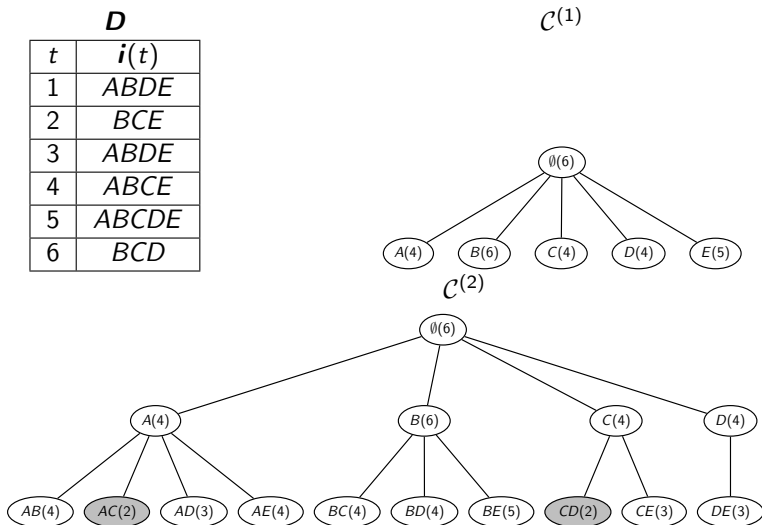 D
t i(t)
1 ABDE
2 BCE
3 ABDE
4 ABCE
5 ABCDE
6 BCD
C(1)
∅(6)
A(4) B(6) C(4) D(4) E(5)
C(2)
∅(6)
A(4) B(6) C(4) D(4)
AB(4) AC(2) AD(3) AE(4) BC(4) BD(4) BE(5) CD(2) CE(3) DE(3)